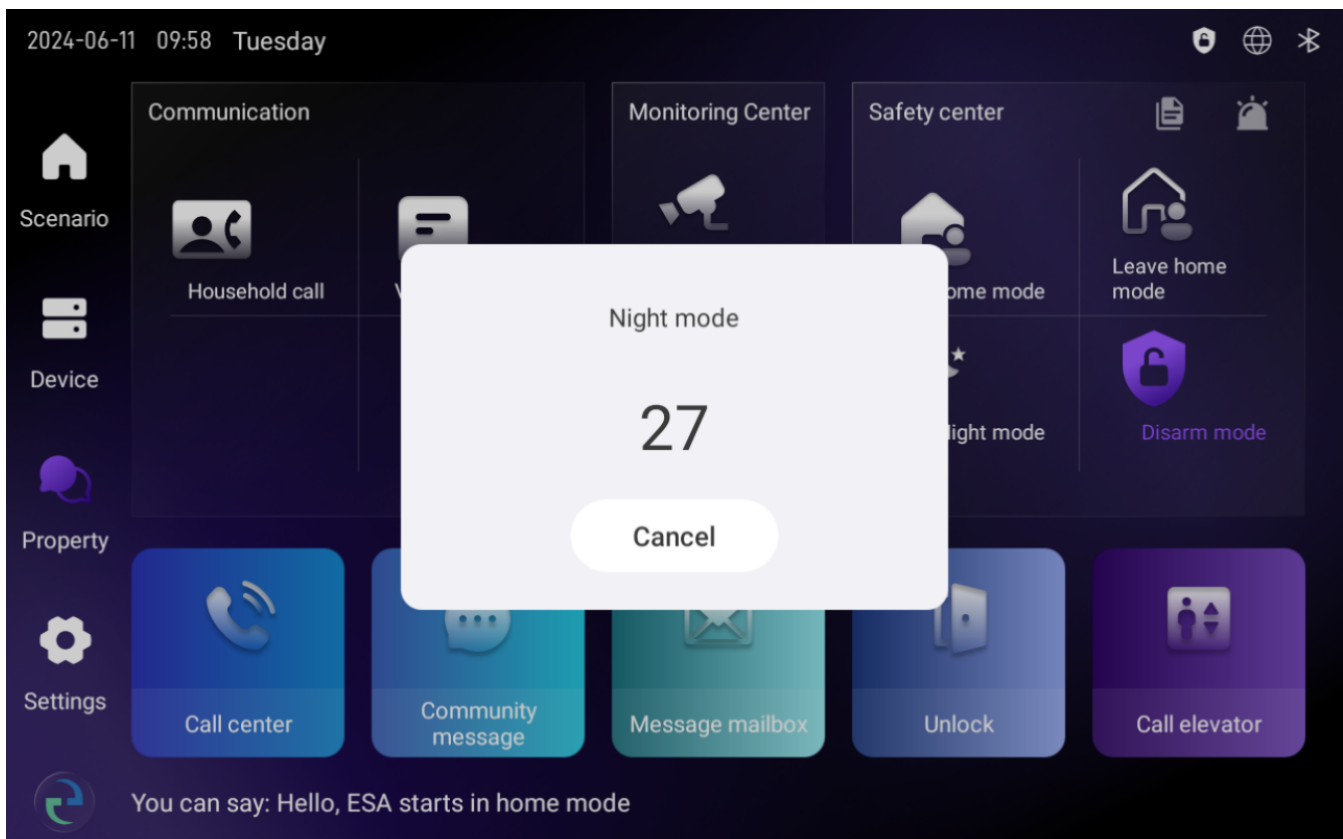 2024-06-11 09:58 Tuesday
Communication
Monitoring Center
Safety center
Scenario
Household call
Leave home
mode
ome mode
Night mode
27
Cancel
Device
ight mode
Disarm mode
Property
Settings
Call center
Community
message
Message mailbox
Unlock
Call elevator
You can say: Hello, ESA starts in home mode